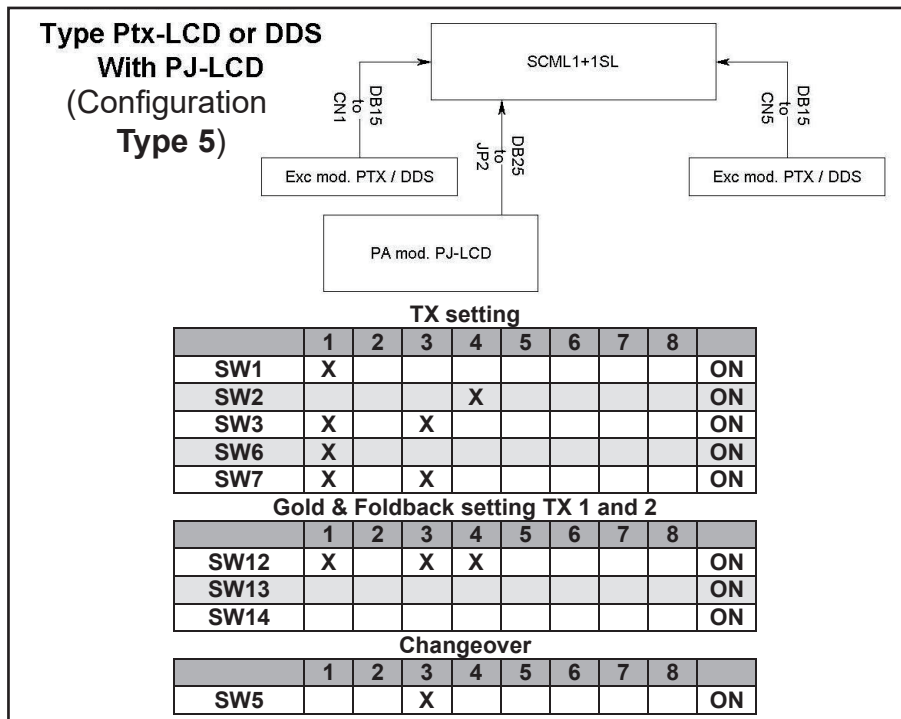 Type Ptx-LCD or DDS
With PJ-LCD
(Configuration
Type 5)
SCML1+1SL
DB15
to
CN1
DB25
to
JP2
DB15
to
CN5
Exc mod. PTX / DDS
Exc mod. PTX / DDS
PA mod. PJ-LCD
TX setting
1 2 3 4 5 6 7 8
SW1 X ON
SW2 X ON
SW3 X X ON
SW6 X ON
SW7 X X ON
Gold & Foldback setting TX 1 and 2
1 2 3 4 5 6 7 8
SW12 X X X ON
SW13 ON
SW14 ON
Changeover
1 2 3 4 5 6 7 8
SW5 X ON